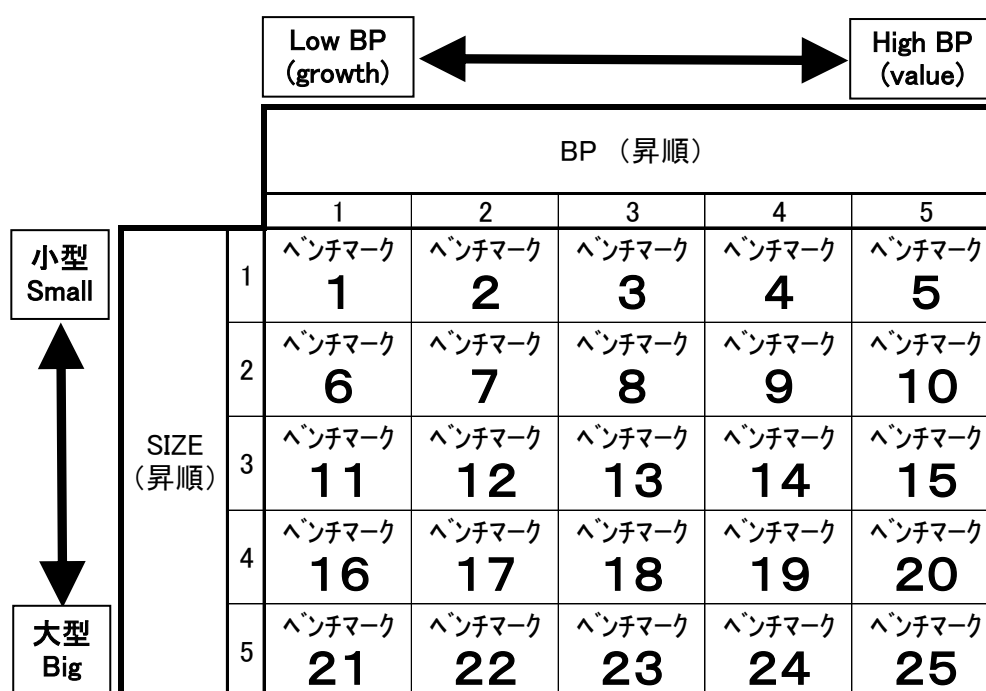 Low BP
(growth)
High BP
(value)
BP （昇順）
1 2 3 4 5
小型
Small
ﾍﾞﾝﾁﾏｰｸ ﾍﾞﾝﾁﾏｰｸ ﾍﾞﾝﾁﾏｰｸ ﾍﾞﾝﾁﾏｰｸ ﾍﾞﾝﾁﾏｰｸ
1 1 2 3 4 5
ﾍﾞﾝﾁﾏｰｸ ﾍﾞﾝﾁﾏｰｸ ﾍﾞﾝﾁﾏｰｸ ﾍﾞﾝﾁﾏｰｸ ﾍﾞﾝﾁﾏｰｸ
2 6 7 8 9 10
SIZE
（昇順）
ﾍﾞﾝﾁﾏｰｸ ﾍﾞﾝﾁﾏｰｸ ﾍﾞﾝﾁﾏｰｸ ﾍﾞﾝﾁﾏｰｸ ﾍﾞﾝﾁﾏｰｸ
3 11 12 13 14 15
ﾍﾞﾝﾁﾏｰｸ ﾍﾞﾝﾁﾏｰｸ ﾍﾞﾝﾁﾏｰｸ ﾍﾞﾝﾁﾏｰｸ ﾍﾞﾝﾁﾏｰｸ
4 16 17 18 19 20
大型
Big
ﾍﾞﾝﾁﾏｰｸ ﾍﾞﾝﾁﾏｰｸ ﾍﾞﾝﾁﾏｰｸ ﾍﾞﾝﾁﾏｰｸ ﾍﾞﾝﾁﾏｰｸ
5 21 22 23 24 25